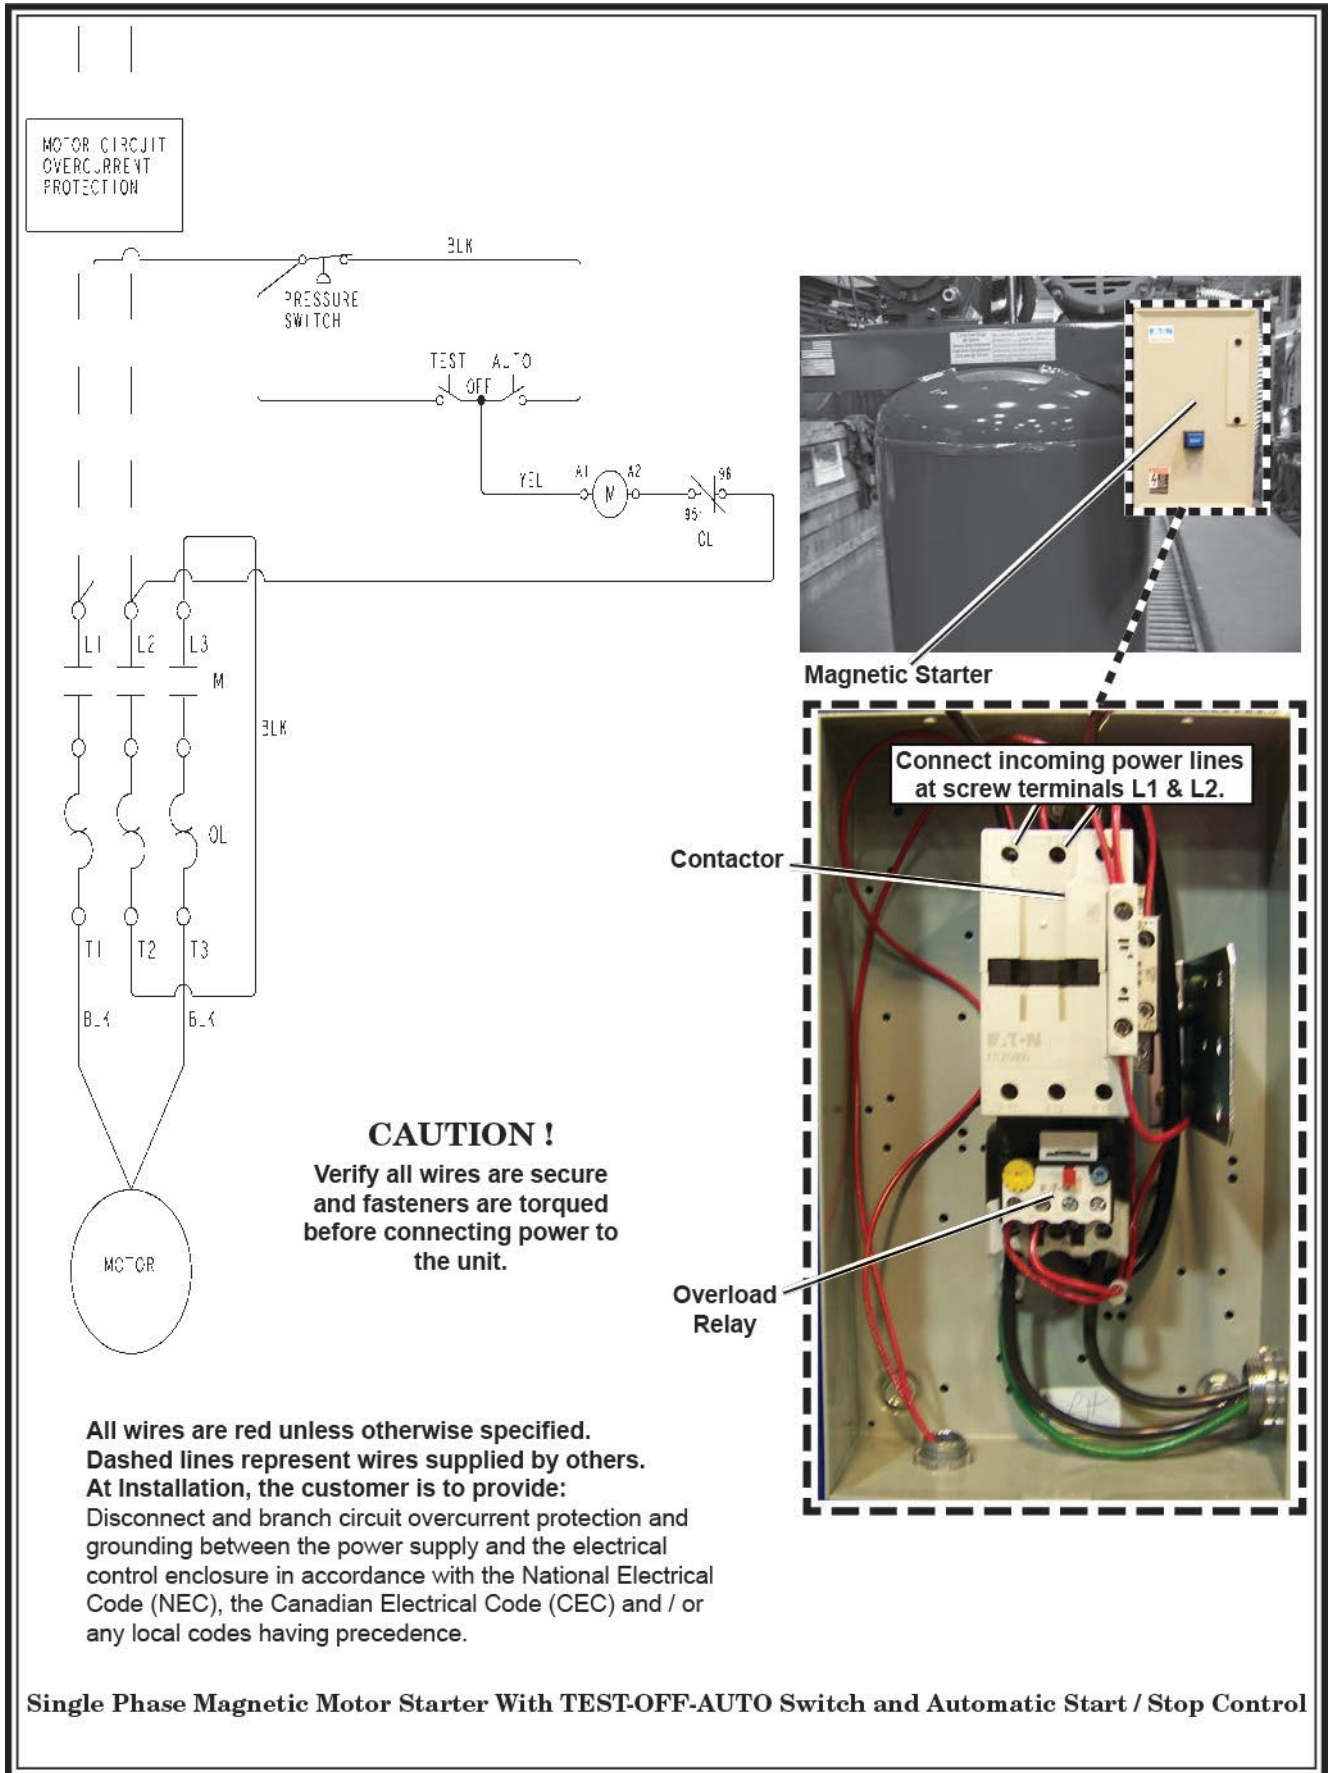 MOTOR CIRCUIT
OVERCURRENT
PROTECTION
BLK
PRESSURE
SWITCH
TEST AUTO
OFF
YEL
A1
M
A2
95
96
OL
L1
L2
L3
M
BLK
OL
T1
T2
T3
BLK
BLK
MOTOR
E·T·N
Magnetic Starter
Connect incoming power lines
at screw terminals L1 & L2.
Contactor
E·T·N
Overload
Relay
CAUTION !
Verify all wires are secure
and fasteners are torqued
before connecting power to
the unit.
All wires are red unless otherwise specified.
Dashed lines represent wires supplied by others.
At Installation, the customer is to provide:
Disconnect and branch circuit overcurrent protection and
grounding between the power supply and the electrical
control enclosure in accordance with the National Electrical
Code (NEC), the Canadian Electrical Code (CEC) and / or
any local codes having precedence.
Single Phase Magnetic Motor Starter With TEST-OFF-AUTO Switch and Automatic Start / Stop Control